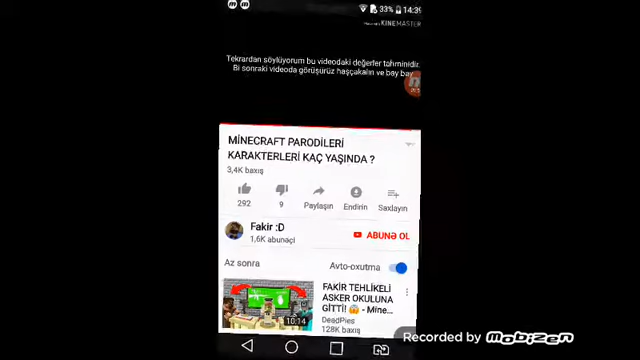 33% 14:39
KINEMASTER
Tekrardan söylüyorum bu videodaki değerler tahminidir.
Bi sonraki videoda görüşürüz haşçakalın ve bay bay
MİNECRAFT PARODİLERİ
KARAKTERLERİ KAÇ YAŞINDA ?
3,4K baxış
292 9 Paylaşın Endirin Saxlayın
Fakir :D
1,6K abunəçi
ABUNƏ OL
Az sonra
Avto-oxutma
FAKİR TEHLİKELİ
ASKER OKULUNA
GİTTİ! 😱 - Mine...
DeadPies
128K baxış
10:14
Recorded by Mobizen